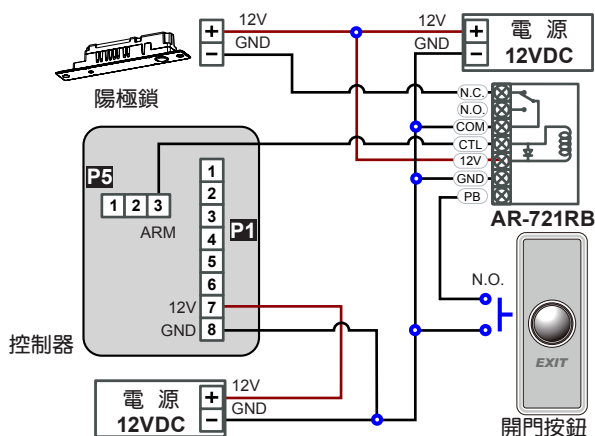 12V
GND
+
−
陽極鎖
12V
GND
+
−
電 源
12VDC
N.C.
N.O.
COM
CTL
12V
GND
PB
AR-721RB
P5
1 2 3
ARM
P1
1
2
3
4
5
6
12V 7
GND 8
控制器
N.O.
EXIT
開門按鈕
電 源
12VDC
+
−
12V
GND